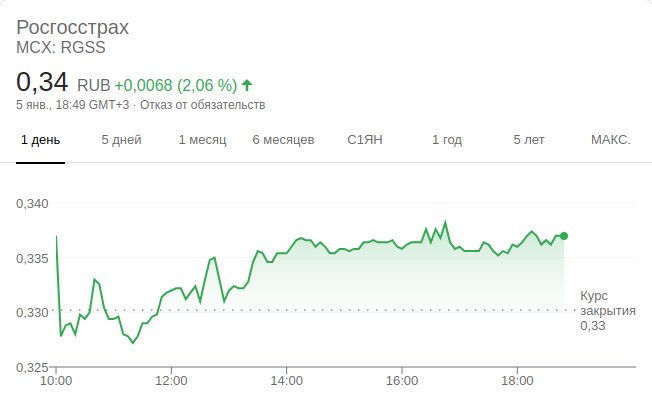 Росгосстрах
MCX: RGSS
0,34 RUB +0,0068 (2,06 %)
5 янв., 18:49 GMT+3 · Отказ от обязательств
1 день 5 дней 1 месяц 6 месяцев С1ЯН 1 год 5 лет МАКС.
0,340
0,335
0,330
0,325
Курс
закрытия
0,33
10:00 12:00 14:00 16:00 18:00